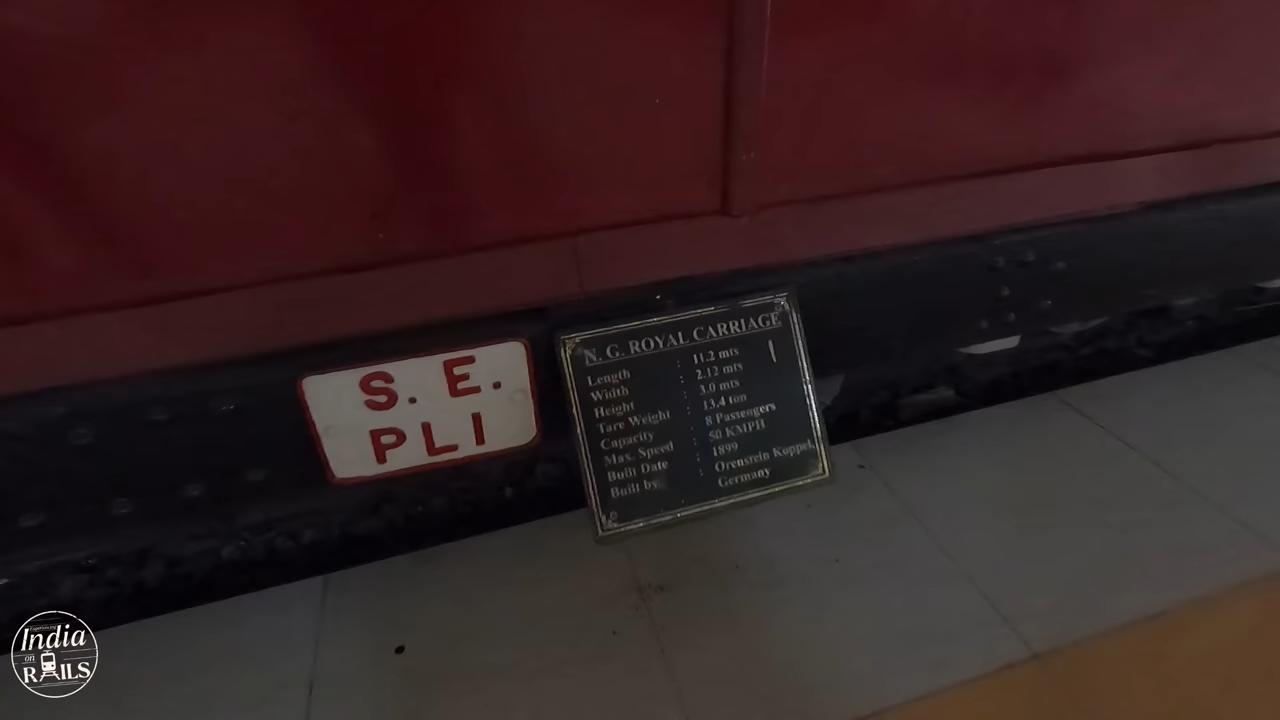 S. E.
PLI
N. G. ROYAL CARRIAGE
Length : 11.2 mts
Width : 2.12 mts
Height : 3.0 mts
Tare Weight : 13.4 ton
Capacity : 8 Passengers
Max. Speed : 50 KMPH
Built Date : 1899
Built by : Orenstein Koppel,
Germany
Experiencing
India
on
RAILS